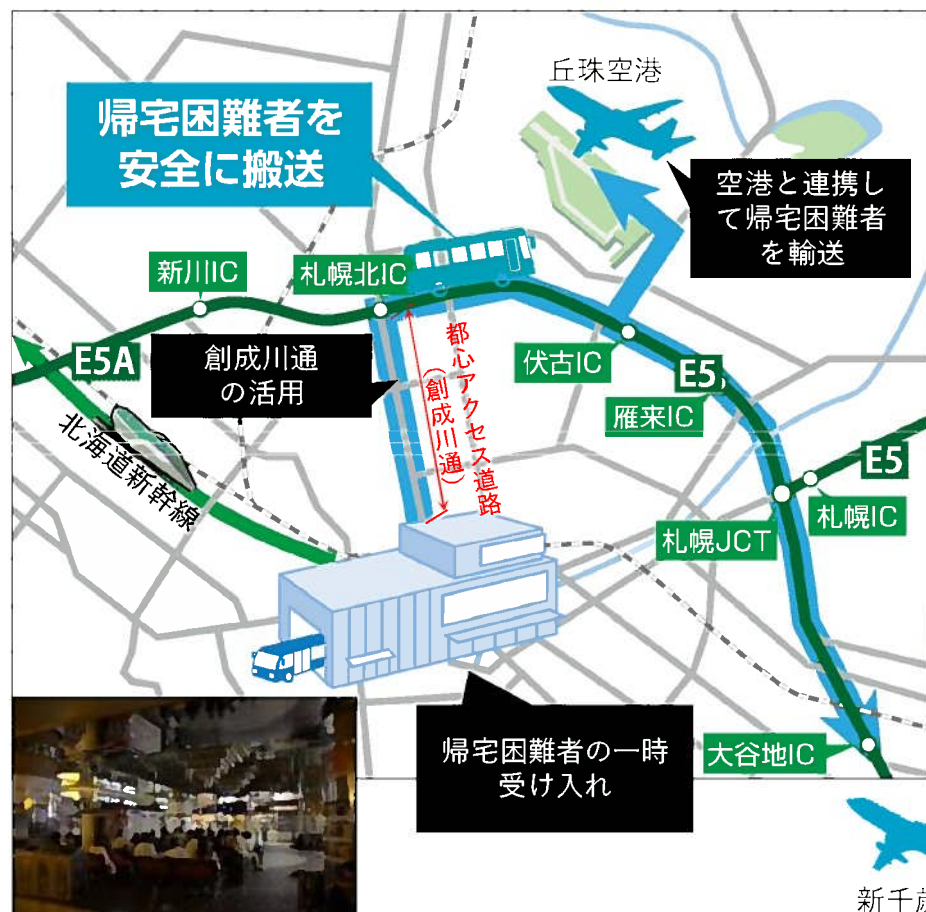 丘珠空港
帰宅困難者を
安全に搬送
空港と連携し
て帰宅困難者
を輸送
新川IC
札幌北IC
E5A
創成川通
の活用
都心アクセス道路
(創成川通)
伏古IC
E5
雁来IC
北海道新幹線
E5
札幌IC
札幌JCT
帰宅困難者の一時
受け入れ
大谷地IC
新千歳